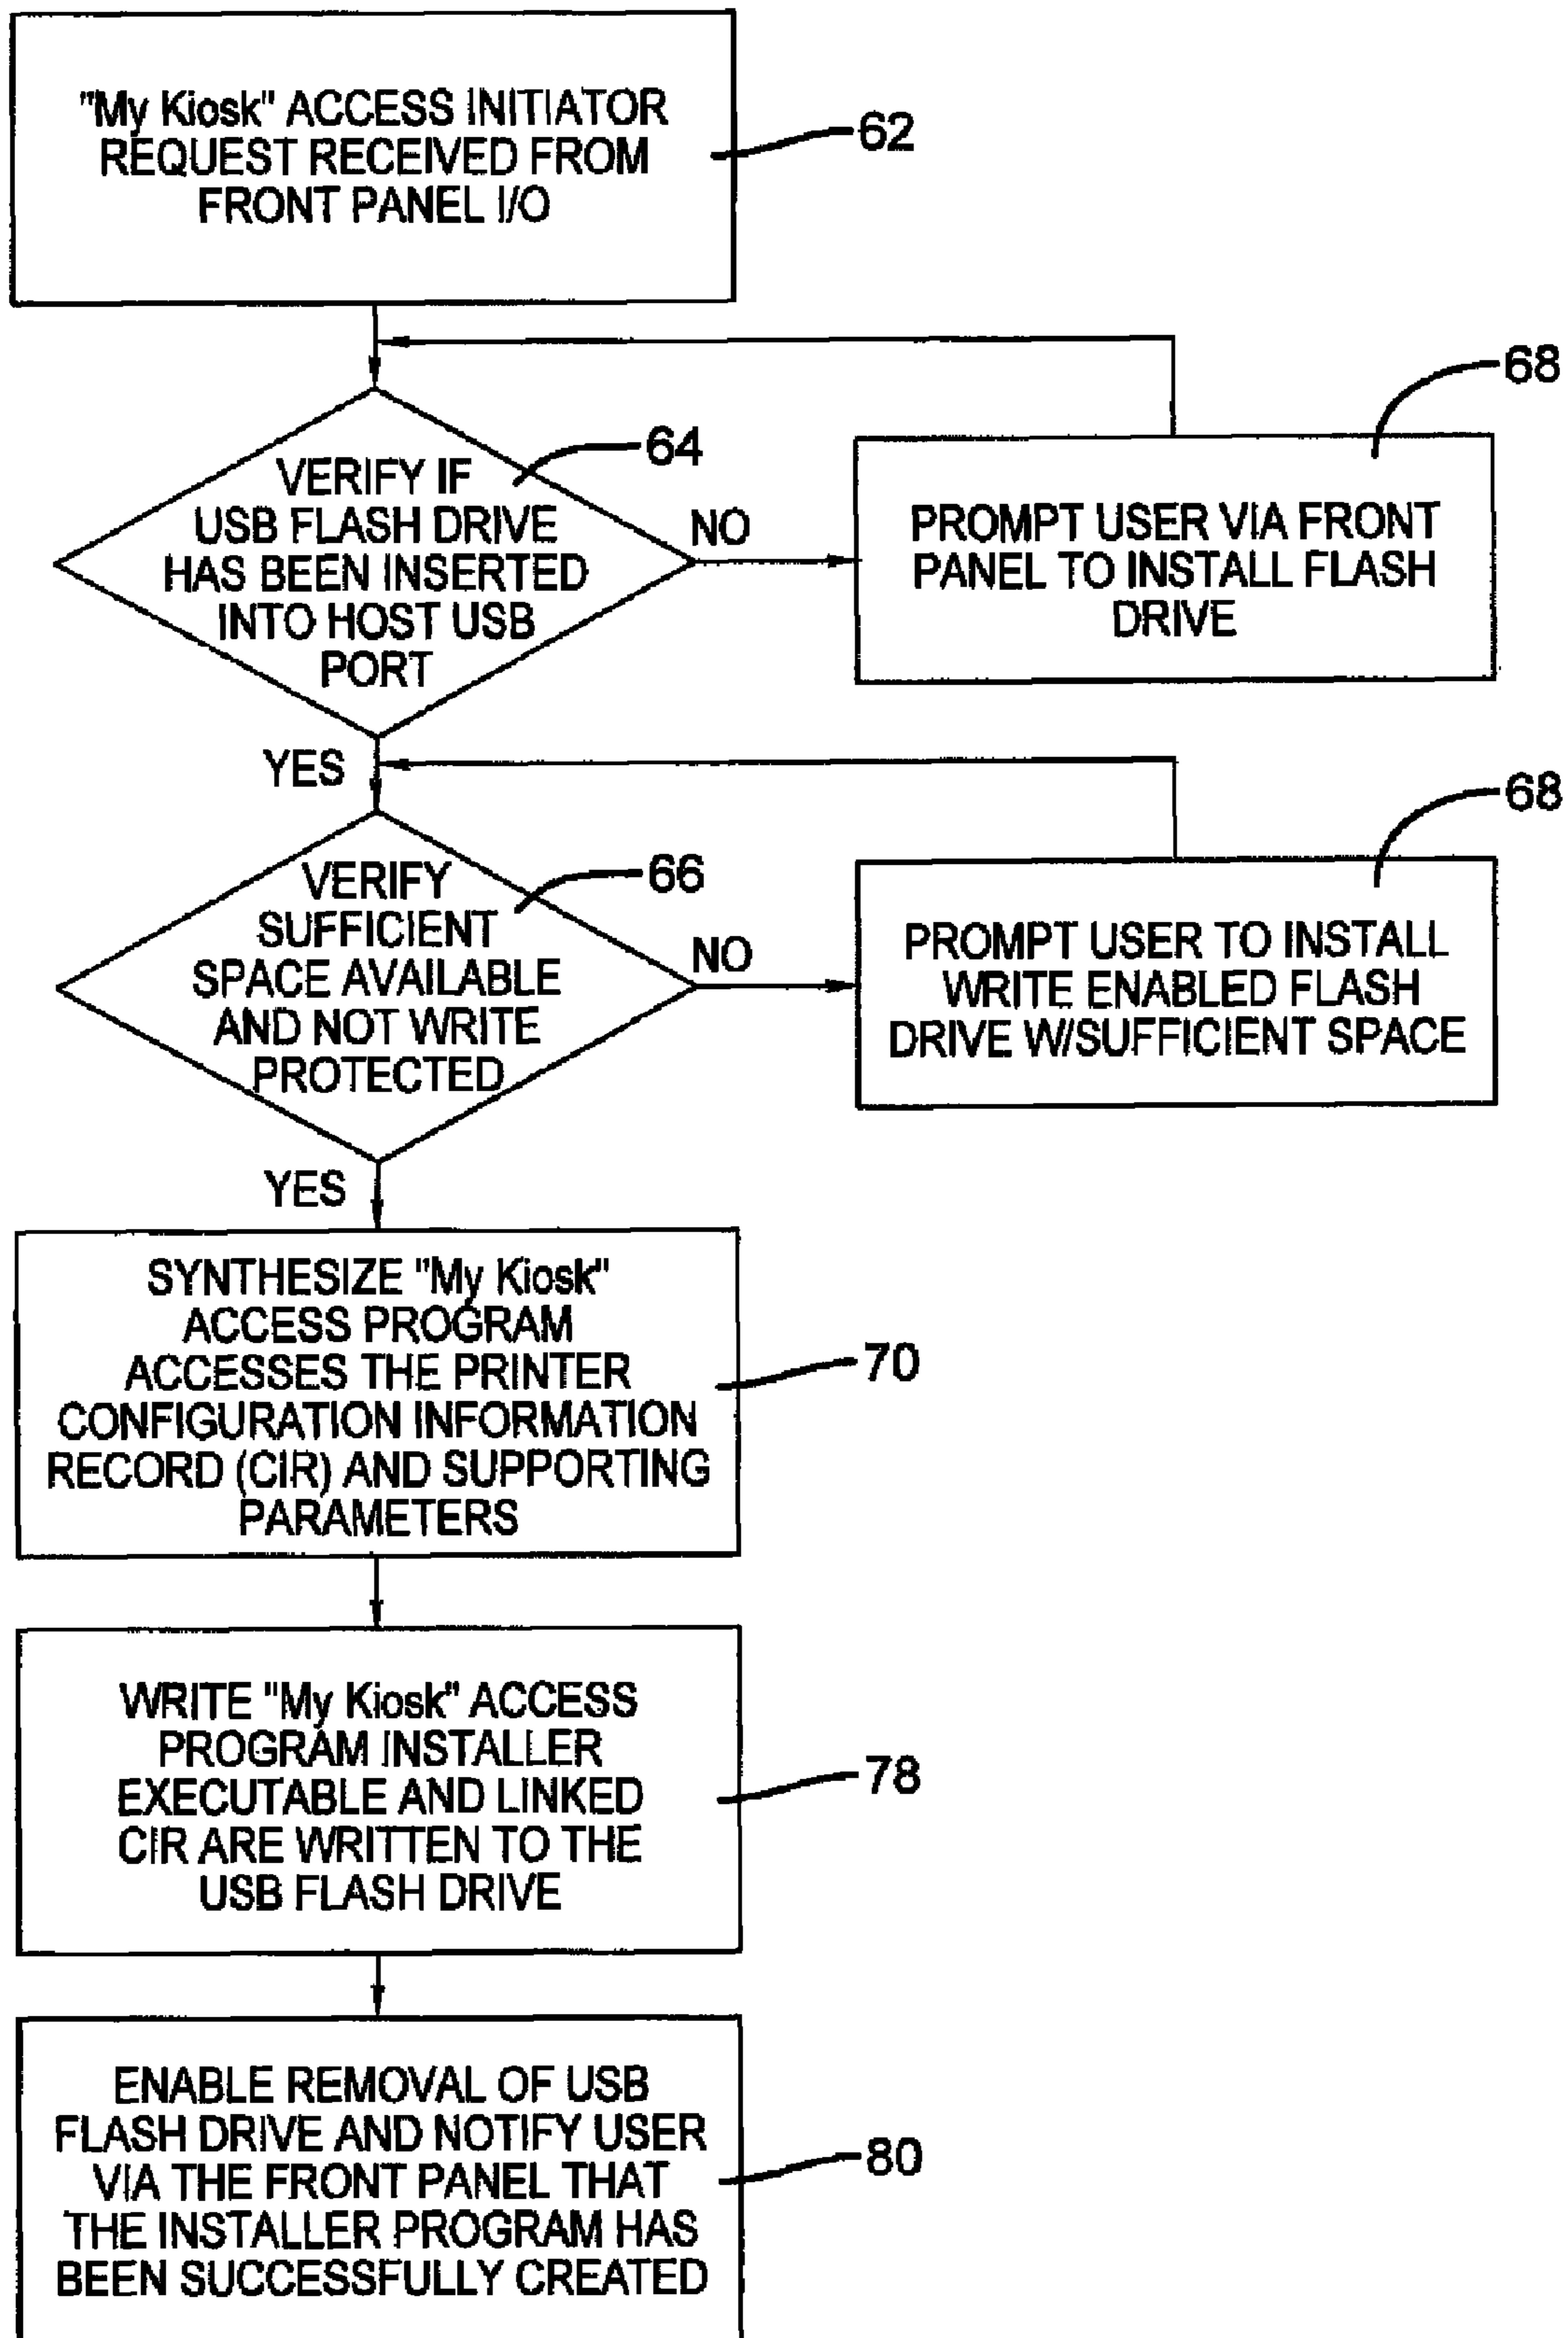 "My Kiosk" ACCESS INITIATOR
REQUEST RECEIVED FROM
FRONT PANEL I/O
62
68
64
VERIFY IF
USB FLASH DRIVE
HAS BEEN INSERTED
INTO HOST USB
PORT
NO
PROMPT USER VIA FRONT
PANEL TO INSTALL FLASH
DRIVE
YES
68
66
VERIFY
SUFFICIENT
SPACE AVAILABLE
AND NOT WRITE
PROTECTED
NO
PROMPT USER TO INSTALL
WRITE ENABLED FLASH
DRIVE W/SUFFICIENT SPACE
YES
SYNTHESIZE "My Kiosk"
ACCESS PROGRAM
ACCESSES THE PRINTER
CONFIGURATION INFORMATION
RECORD (CIR) AND SUPPORTING
PARAMETERS
70
WRITE "My Kiosk" ACCESS
PROGRAM INSTALLER
EXECUTABLE AND LINKED
CIR ARE WRITTEN TO THE
USB FLASH DRIVE
78
ENABLE REMOVAL OF USB
FLASH DRIVE AND NOTIFY USER
VIA THE FRONT PANEL THAT
THE INSTALLER PROGRAM HAS
BEEN SUCCESSFULLY CREATED
80